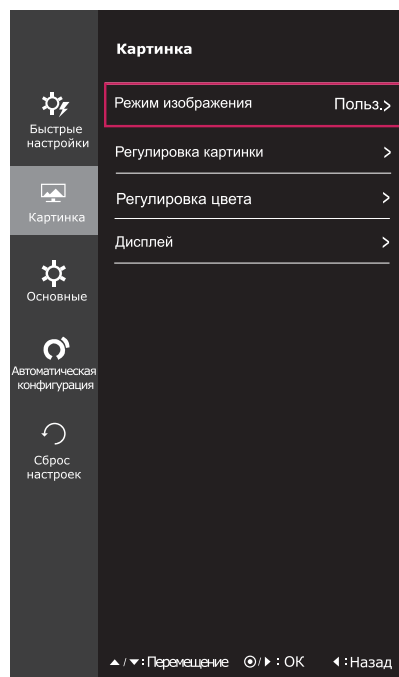 Картинка
Быстрые
настройки
Картинка
Основные
Автоматическая
конфигурация
Сброс
настроек
Режим изображения Польз.>
Регулировка картинки >
Регулировка цвета >
Дисплей >
▲/▼:Перемещение ⦿/▶:OK ◀:Назад